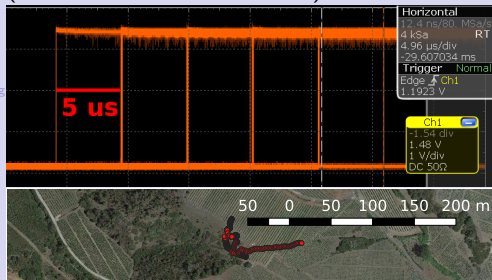 Horizontal
12.4 ns/80. MSa/s
4 kSa RT
4.96 µs/div
-29.607034 ms
Trigger Normal
Edge Ch1
1.1923 V
5 us
Ch1
-1.54 div
1.48 V
1 V/div
DC 50Ω
50 0 50 100 150 200 m